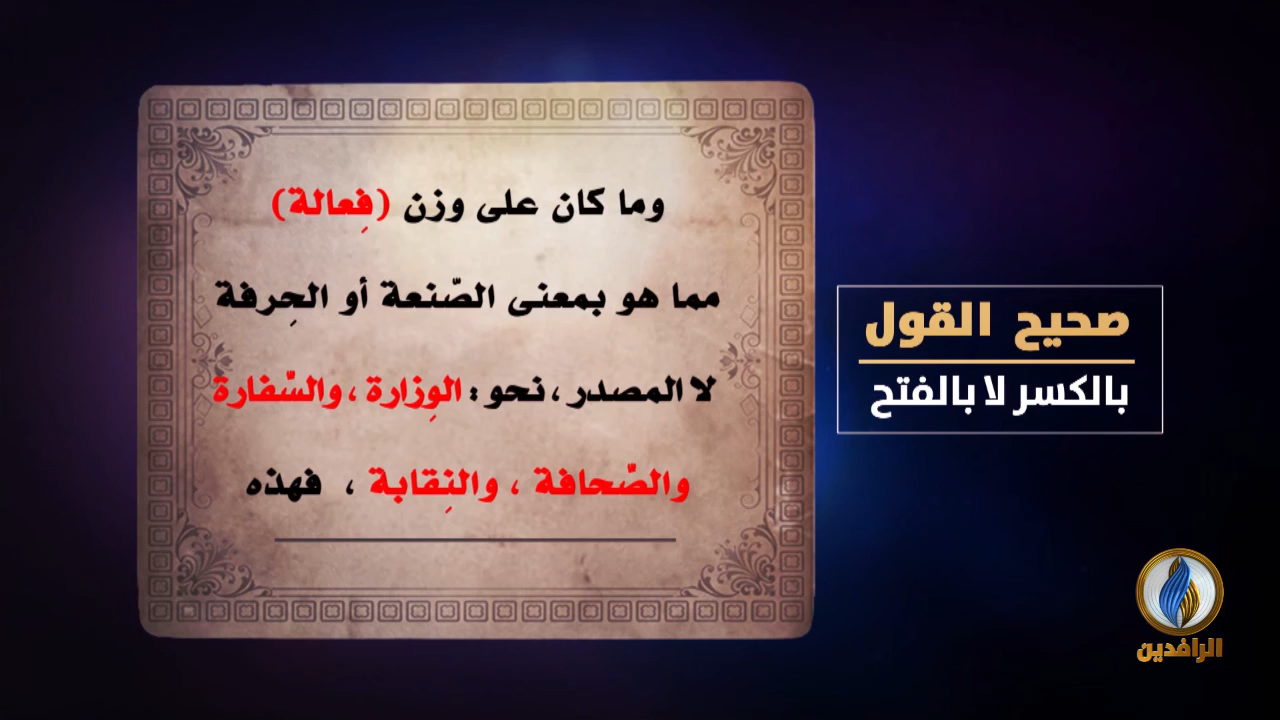 صحيح القول
بالكسر لا بالفتح
وما كان على وزن (فِعالة)
مما هو بمعنى الصّنعة أو الحِرفة
لا المصدر، نحو: الوِزارة، والسّفارة
والصّحافة، والنِقابة، فهذه
الرافدين